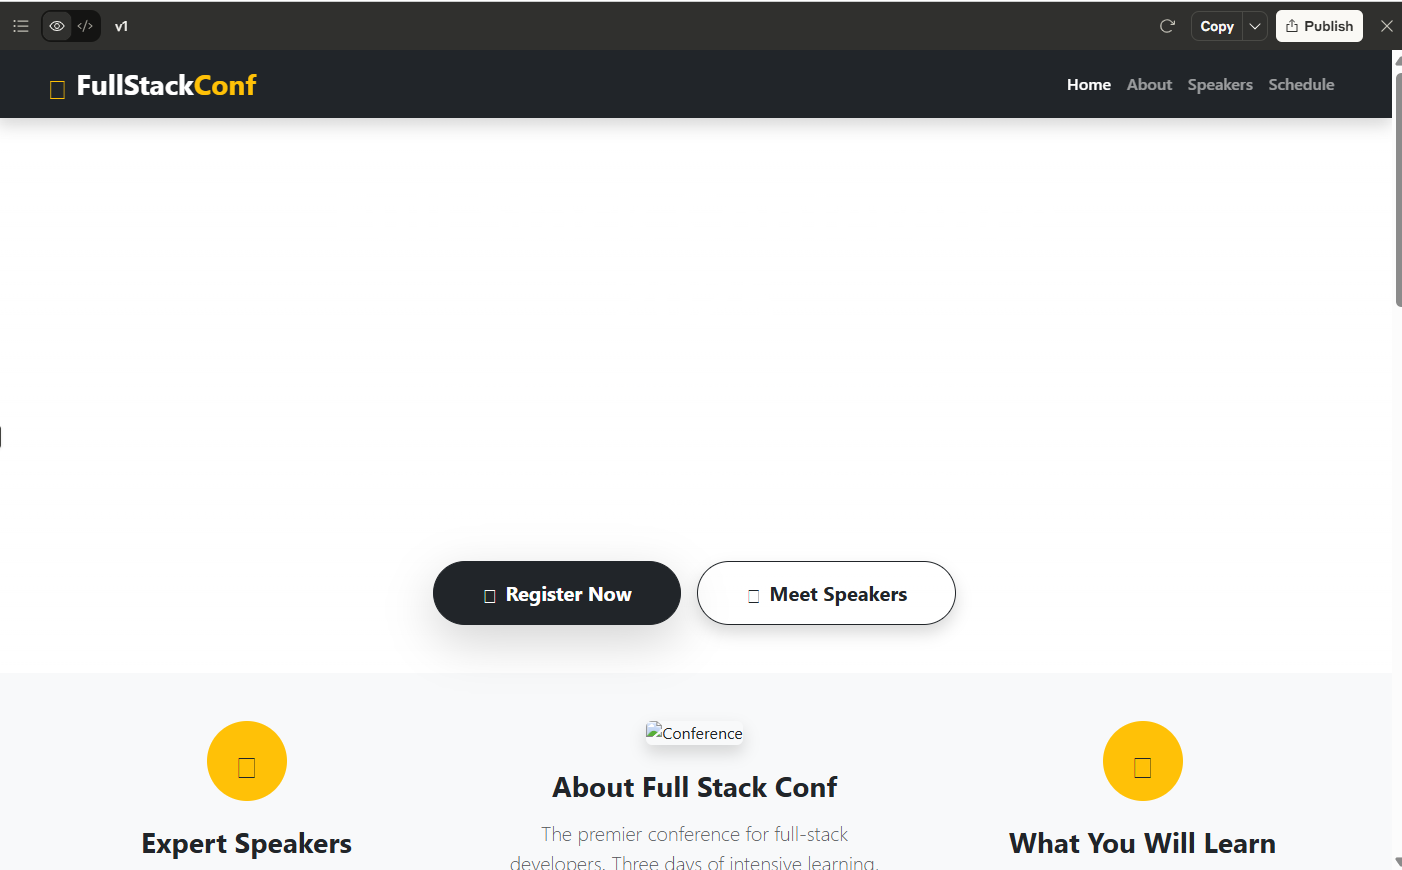 v1
Copy
Publish
FullStackConf
Home About Speakers Schedule
Register Now
Meet Speakers
Conference
Expert Speakers
About Full Stack Conf
The premier conference for full-stack
developers. Three days of intensive learning,
What You Will Learn